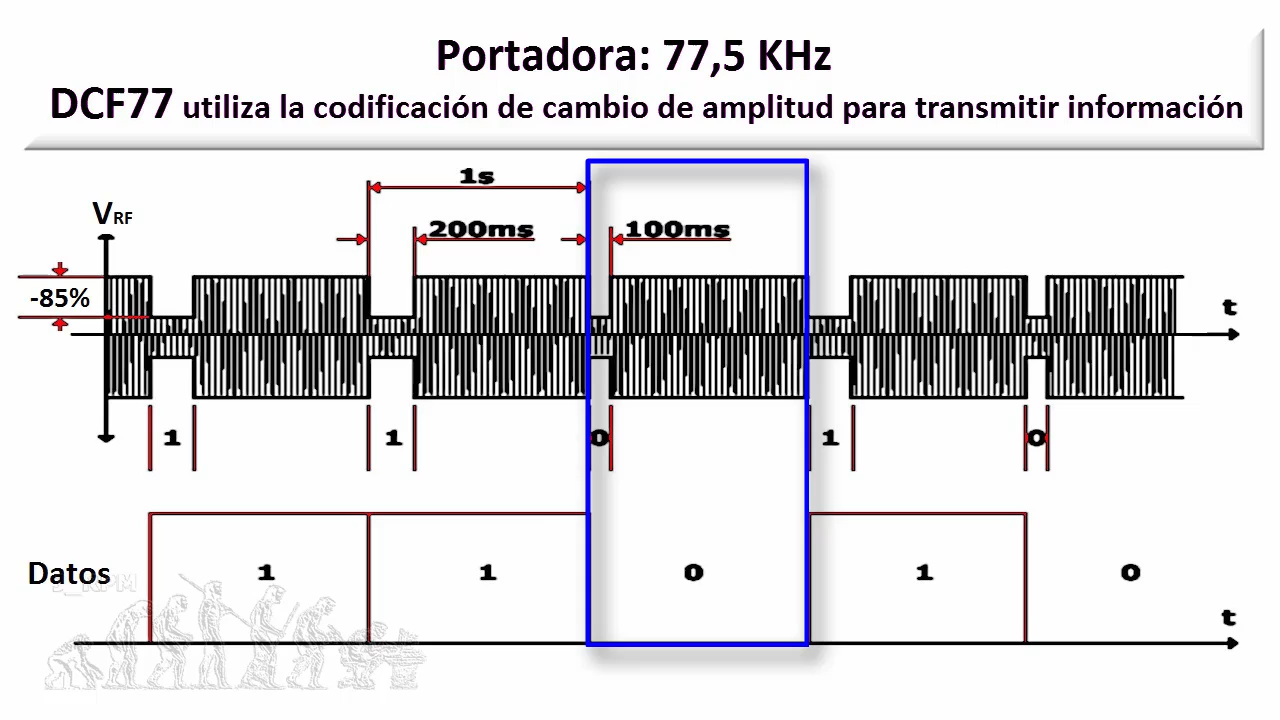 Portadora: 77,5 KHz
DCF77 utiliza la codificación de cambio de amplitud para transmitir información
1s
VRF
200ms
100ms
-85%
t
1
1
0
1
0
Datos
1
1
0
1
0
t